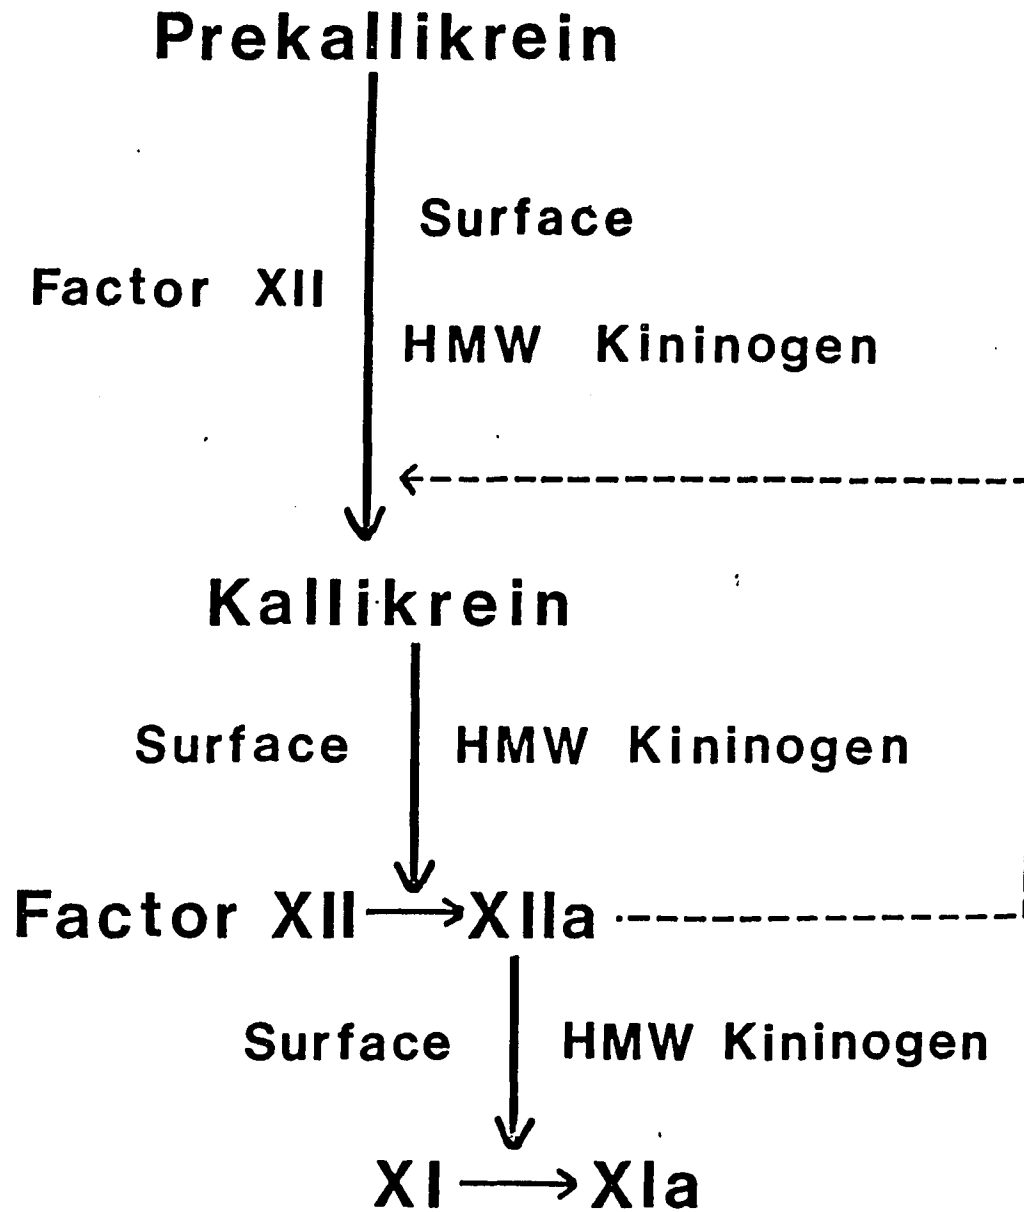 Prekallikrein
Surface
Factor XII
HMW Kininogen
Kallikrein
Surface HMW Kininogen
Factor XII → XIIa
Surface HMW Kininogen
XI → XIa